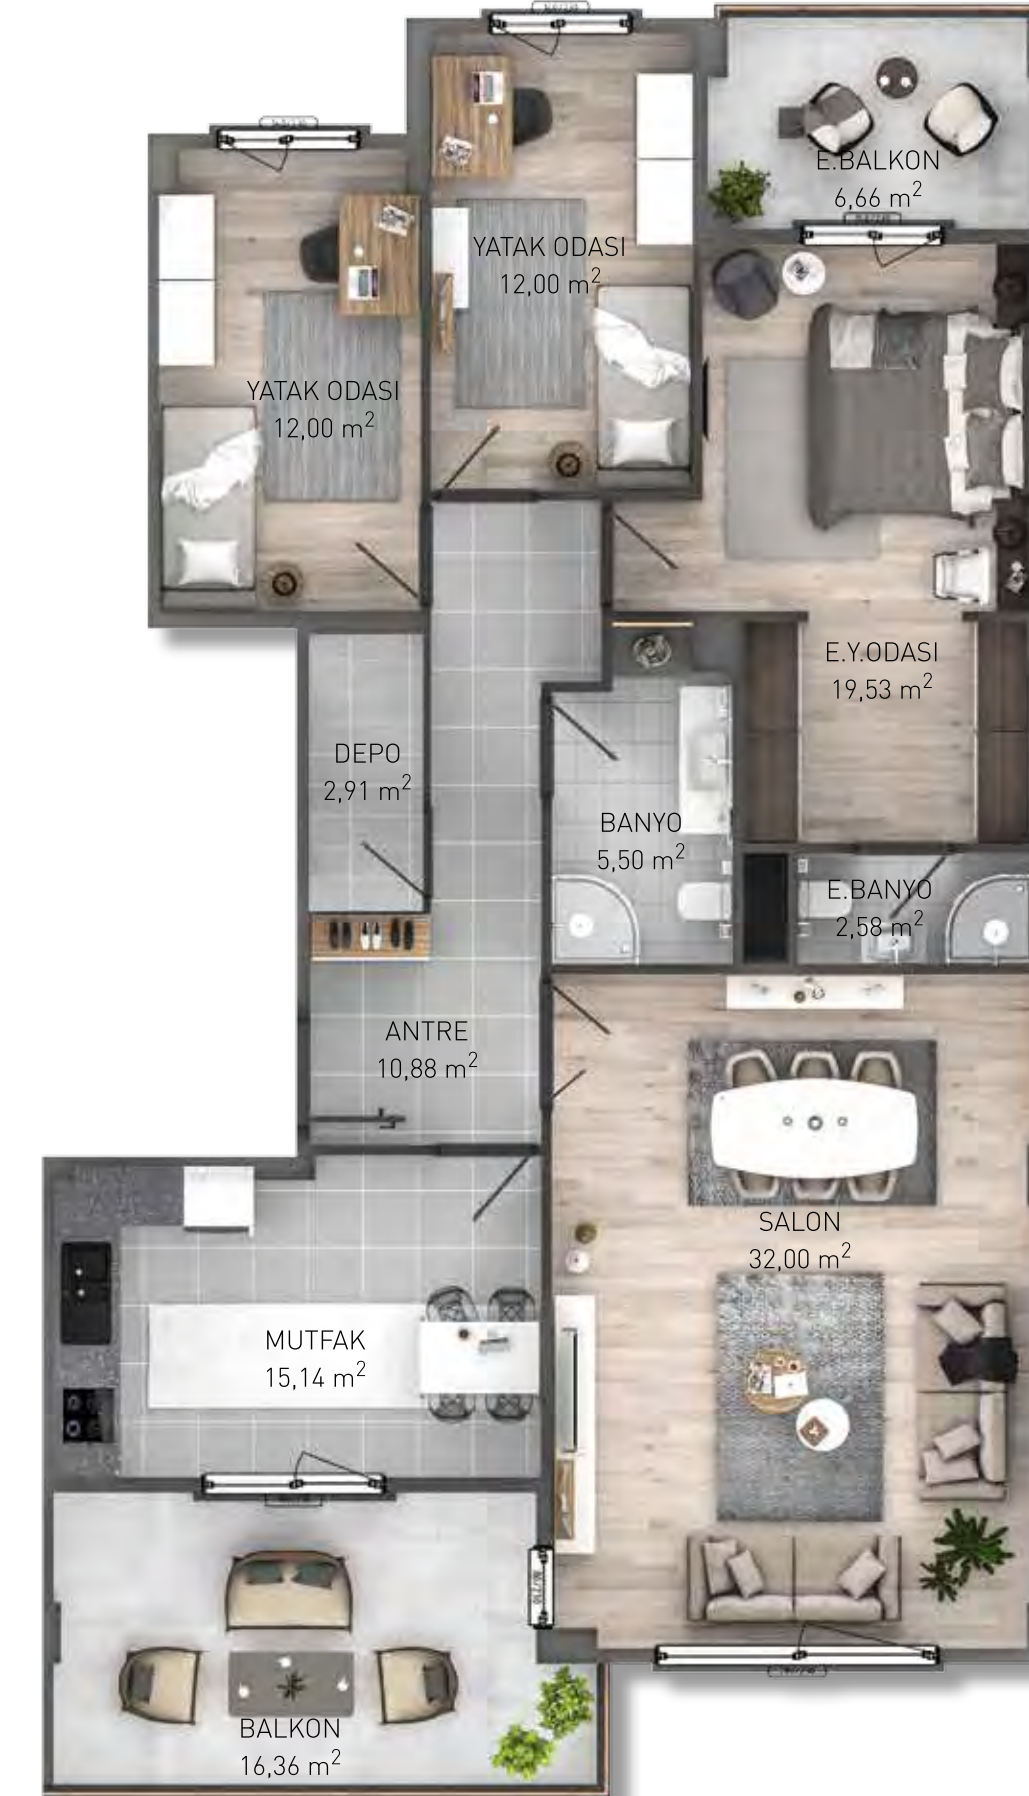 E.BALKON
6,66 m²
YATAK ODASI
12,00 m²
YATAK ODASI
12,00 m²
E.Y.ODASI
19,53 m²
DEPO
2,91 m²
BANYO
5,50 m²
E.BANYO
2,58 m²
ANTRE
10,88 m²
SALON
32,00 m²
MUTFAK
15,14 m²
BALKON
16,36 m²